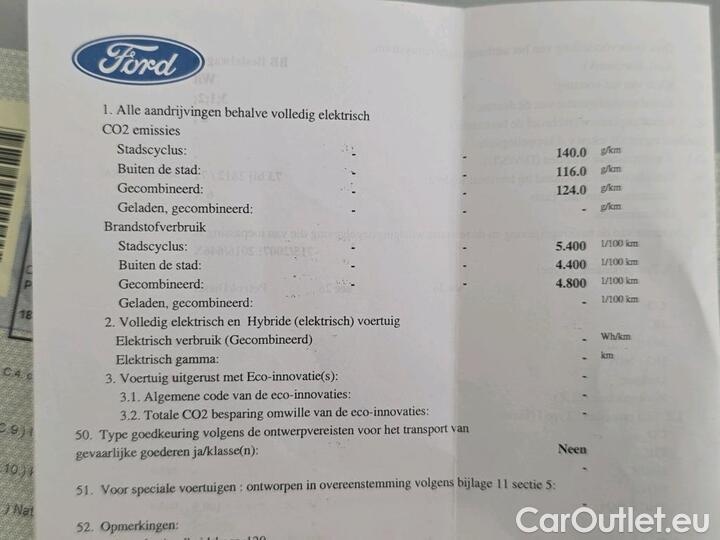 Ford
1. Alle aandrijvingen behalve volledig elektrisch
CO2 emissies
Stadscyclus: - - 140.0 g/km
Buiten de stad: - - 116.0 g/km
Gecombineerd: - - 124.0 g/km
Geladen, gecombineerd: - - - g/km
Brandstofverbruik
Stadscyclus: - - 5.400 l/100 km
Buiten de stad: - - 4.400 l/100 km
Gecombineerd: - - 4.800 l/100 km
Geladen, gecombineerd: - l/100 km
2. Volledig elektrisch en Hybride (elektrisch) voertuig
Elektrisch verbruik (Gecombineerd) - Wh/km
Elektrisch gamma: - km
3. Voertuig uitgerust met Eco-innovatie(s): -
3.1. Algemene code van de eco-innovaties: -
3.2. Totale CO2 besparing omwille van de eco-innovaties: -
50. Type goedkeuring volgens de ontwerpvereisten voor het transport van
gevaarlijke goederen ja/klasse(n): Neen
-
51. Voor speciale voertuigen : ontworpen in overeenstemming volgens bijlage 11 sectie 5: -
52. Opmerkingen: -
C.4.
C.9.)
10.)
) Nat
18
CarOutlet.eu